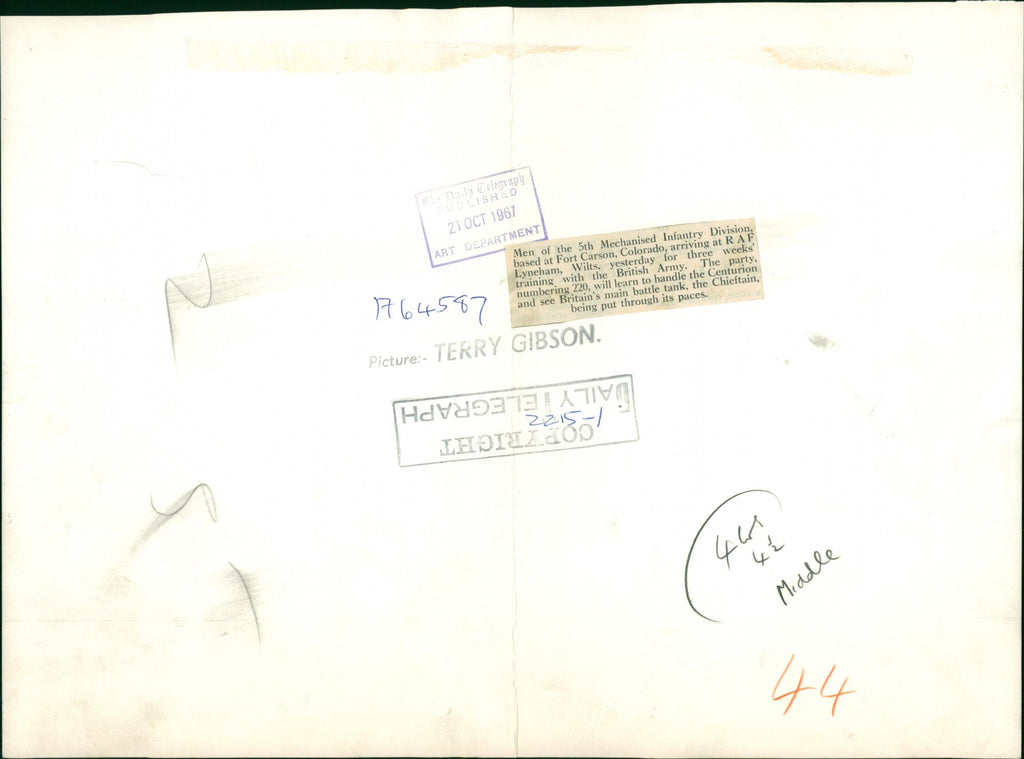 The Daily Telegraph
PUBLISHED
21 OCT 1967
ART DEPARTMENT
Men of the 5th Mechanised Infantry Division,
based at Fort Carson, Colorado, arriving at R A F
Lyneham, Wilts, yesterday for three weeks'
training with the British Army. The party,
numbering 220, will learn to handle the Centurion
and see Britain's main battle tank, the Chieftain,
being put through its paces.
A64587
Picture:- TERRY GIBSON.
COPYRIGHT
DAILY TELEGRAPH
2215-1
4½
Middle
44